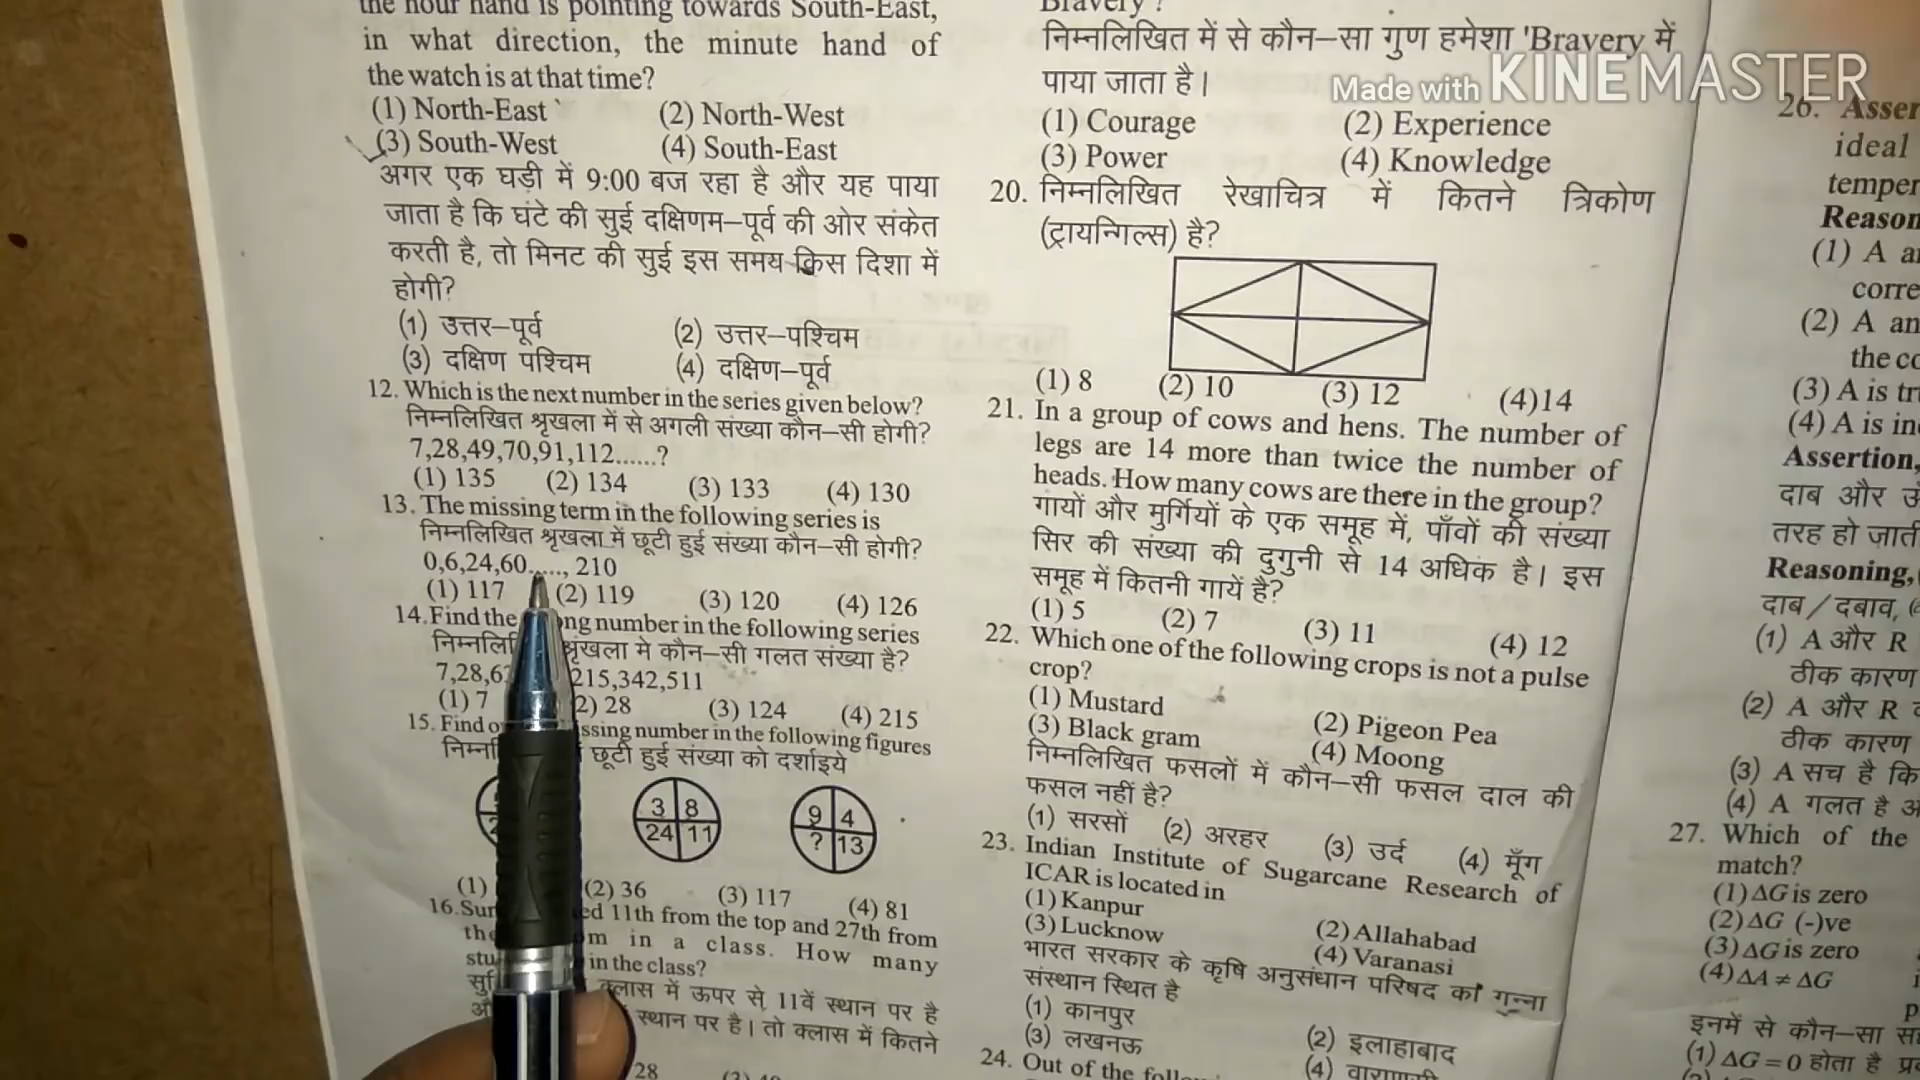 the hour hand is pointing towards South-East,
in what direction, the minute hand of
the watch is at that time?
(1) North-East (2) North-West
(3) South-West (4) South-East
अगर एक घड़ी में 9:00 बज रहा है और यह पाया
जाता है कि घंटे की सुई दक्षिणम–पूर्व की ओर संकेत
करती है, तो मिनट की सुई इस समय किस दिशा में
होगी?
(1) उत्तर–पूर्व (2) उत्तर–पश्चिम
(3) दक्षिण पश्चिम (4) दक्षिण–पूर्व
12. Which is the next number in the series given below?
निम्नलिखित श्रृखला में से अगली संख्या कौन–सी होगी?
7,28,49,70,91,112......?
(1) 135 (2) 134 (3) 133 (4) 130
13. The missing term in the following series is
निम्नलिखित श्रृखला में छूटी हुई संख्या कौन–सी होगी?
0,6,24,60......, 210
(1) 117 (2) 119 (3) 120 (4) 126
14. Find the number in the following series
श्रृंखला मे कौन–सी गलत संख्या है?
7,28, 215,342,511
(1) 7 (2) 28 (3) 124 (4) 215
15. Find number in the following figures
छूटी हुई संख्या को दर्शाइये
3 8 9 4
24 11 ? 13
(1) (2) 36 (3) 117 (4) 81
16. 11th from the top and 27th from
in a class. How many
in the class?
क्लास में ऊपर से 11वें स्थान पर है
स्थान पर है। तो क्लास में कितने
28
Bravery ?
निम्नलिखित में से कौन–सा गुण हमेशा 'Bravery में
पाया जाता है।
(1) Courage (2) Experience
(3) Power (4) Knowledge
20. निम्नलिखित रेखाचित्र में कितने त्रिकोण
(ट्रायन्गिल्स) है?
(1) 8 (2) 10 (3) 12 (4)14
21. In a group of cows and hens. The number of
legs are 14 more than twice the number of
heads. How many cows are there in the group?
गायों और मुर्गियों के एक समूह में, पाँवों की संख्या
सिर की संख्या की दुगुनी से 14 अधिक है। इस
समूह में कितनी गायें है?
(1) 5 (2) 7 (3) 11 (4) 12
22. Which one of the following crops is not a pulse
crop?
(1) Mustard (2) Pigeon Pea
(3) Black gram (4) Moong
निम्नलिखित फसलों में कौन–सी फसल दाल की
फसल नहीं है?
(1) सरसों (2) अरहर (3) उर्द (4) मूँग
23. Indian Institute of Sugarcane Research of
ICAR is located in
(1) Kanpur (2) Allahabad
(3) Lucknow (4) Varanasi
भारत सरकार के कृषि अनुसंधान परिषद का गन्ना
संस्थान स्थित है
(1) कानपुर (2) इलाहाबाद
(3) लखनऊ (4) वाराणसी
24. Out of the
Made with KINEMASTER
26.
ideal
Reason
(1) A
(2) A
the
(3) A is
(4) A is
Assertion,
दाब और
तरह हो जाती
Reasoning,
दाब / दबाव,
(1) A और R
ठीक कारण
(2) A और R
ठीक कारण
(3) A सच है
(4) A गलत है
27. Which of the
match?
(1) ΔG is zero
(2) ΔG (-)ve
(3) ΔG is zero
(4) ΔA ≠ ΔG
इनमें से कौन–सा
(1) ΔG = 0 होता है